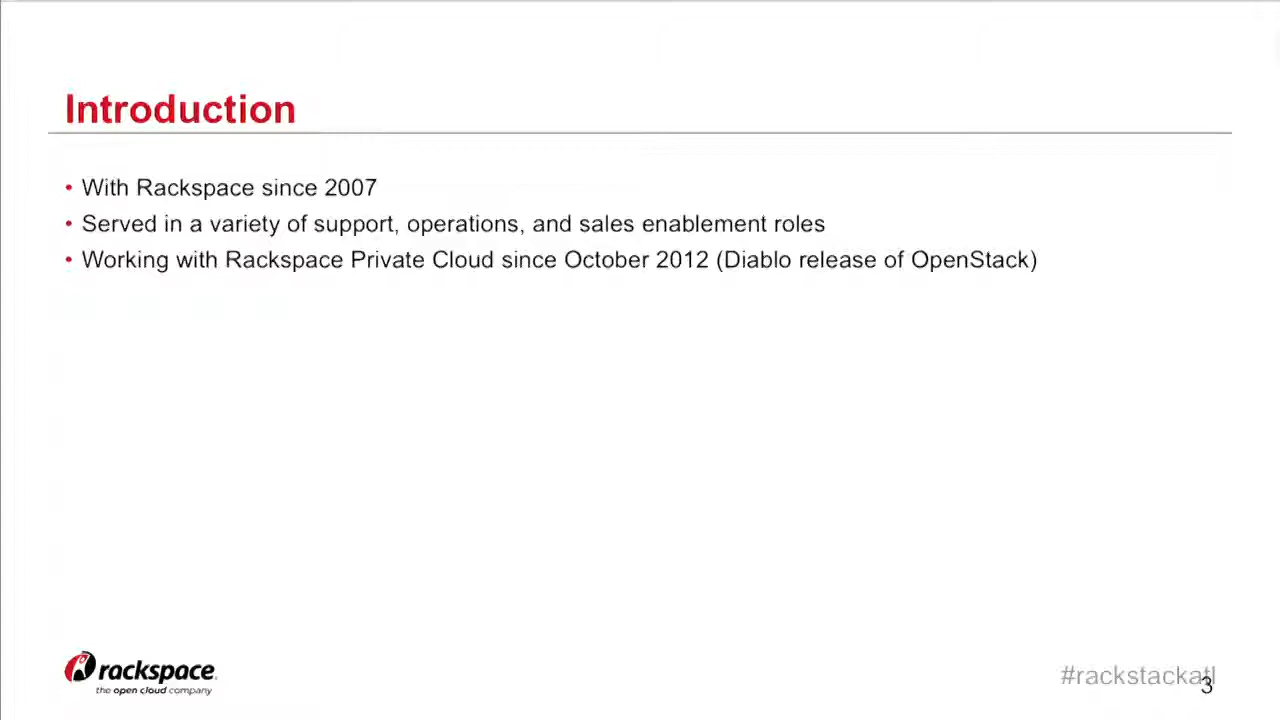 Introduction
• With Rackspace since 2007
• Served in a variety of support, operations, and sales enablement roles
• Working with Rackspace Private Cloud since October 2012 (Diablo release of OpenStack)
rackspace.
the open cloud company
#rackstackatl
3